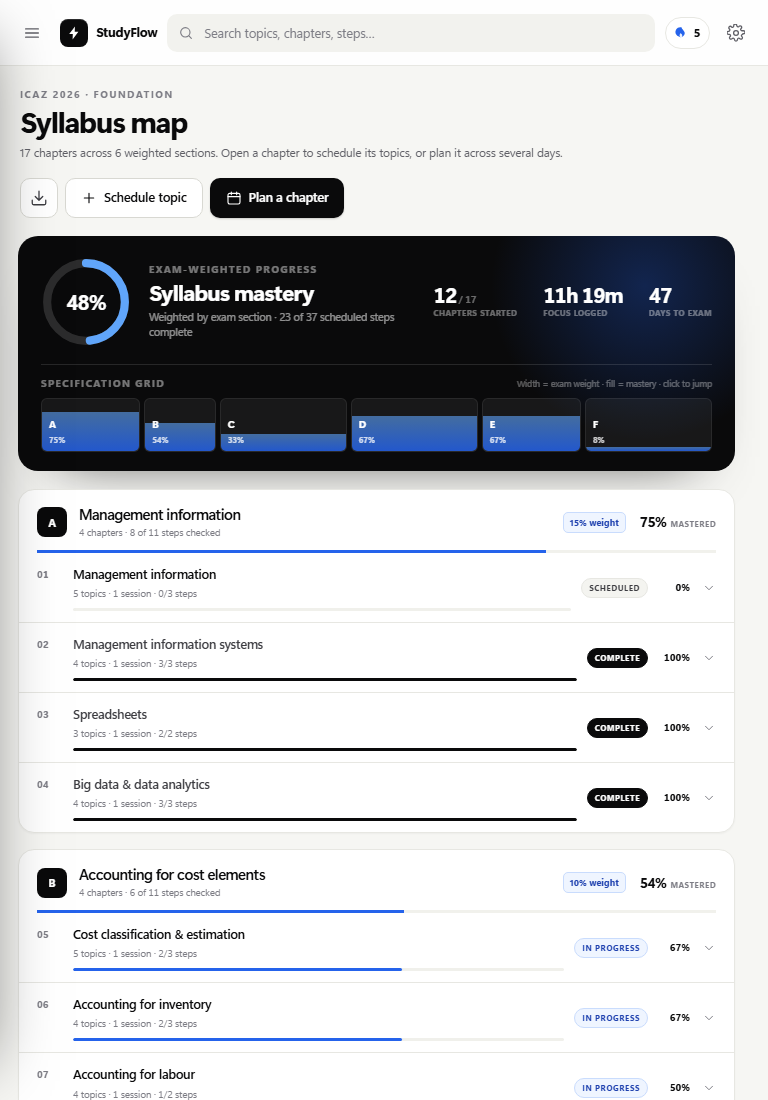 StudyFlow
Search topics, chapters, steps...
5
ICAZ 2026 · FOUNDATION
Syllabus map
17 chapters across 6 weighted sections. Open a chapter to schedule its topics, or plan it across several days.
Schedule topic
Plan a chapter
48%
EXAM-WEIGHTED PROGRESS
Syllabus mastery
Weighted by exam section · 23 of 37 scheduled steps
complete
12 / 17
CHAPTERS STARTED
11h 19m
FOCUS LOGGED
47
DAYS TO EXAM
SPECIFICATION GRID
Width = exam weight · fill = mastery · click to jump
A
75%
B
54%
C
33%
D
67%
E
67%
F
8%
A
Management information
4 chapters · 8 of 11 steps checked
15% weight
75% MASTERED
01
Management information
5 topics · 1 session · 0/3 steps
SCHEDULED
0%
02
Management information systems
4 topics · 1 session · 3/3 steps
COMPLETE
100%
03
Spreadsheets
3 topics · 1 session · 2/2 steps
COMPLETE
100%
04
Big data & data analytics
4 topics · 1 session · 3/3 steps
COMPLETE
100%
B
Accounting for cost elements
4 chapters · 6 of 11 steps checked
10% weight
54% MASTERED
05
Cost classification & estimation
5 topics · 1 session · 2/3 steps
IN PROGRESS
67%
06
Accounting for inventory
4 topics · 1 session · 2/3 steps
IN PROGRESS
67%
07
Accounting for labour
4 topics · 1 session · 1/2 steps
IN PROGRESS
50%